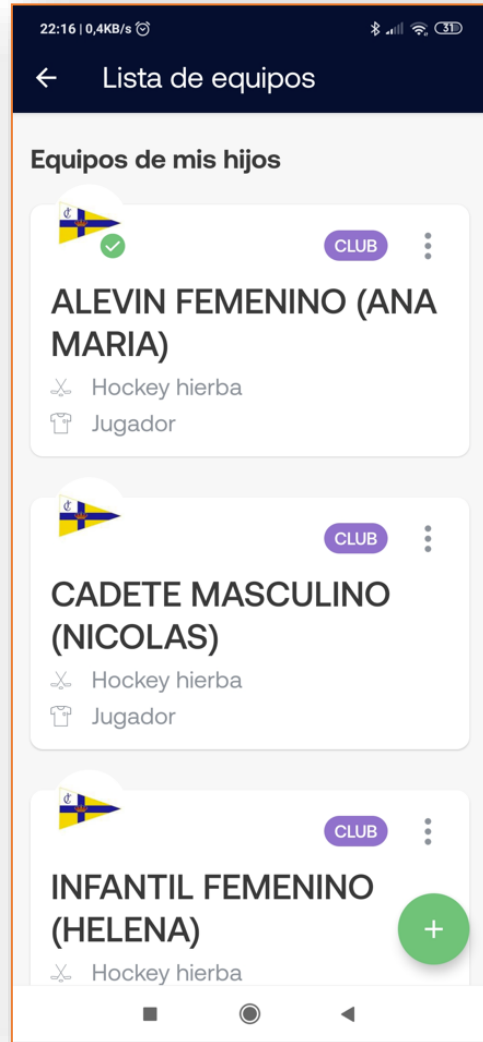 22:16 | 0,4KB/s
31
Lista de equipos
Equipos de mis hijos
CLUB
ALEVIN FEMENINO (ANA
MARIA)
Hockey hierba
Jugador
CLUB
CADETE MASCULINO
(NICOLAS)
Hockey hierba
Jugador
CLUB
INFANTIL FEMENINO
(HELENA)
+
Hockey hierba